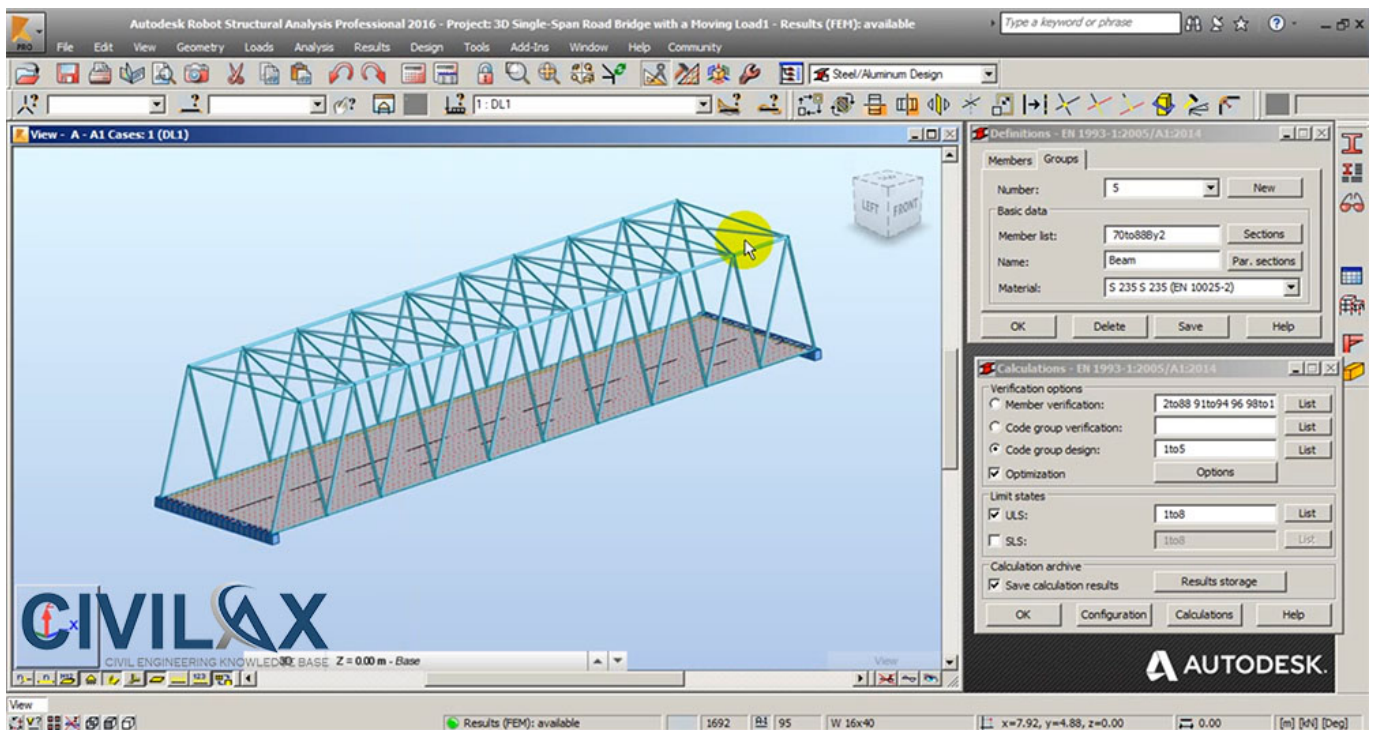 Autodesk Robot Structural Analysis Professional 2016 - Project: 3D Single-Span Road Bridge with a Moving Load1 - Results (FEM): available
Type a keyword or phrase
PRO
File Edit View Geometry Loads Analysis Results Design Tools Add-Ins Window Help Community
Steel/Aluminum Design
1 : DL1
View - A - A1 Cases: 1 (DL1)
LEFT FRONT
Definitions - EN 1993-1:2005/A1:2014
Members Groups
Number: 5 New
Basic data
Member list: 70to88By2 Sections
Name: Beam Par. sections
Material: S 235 S 235 (EN 10025-2)
OK Delete Save Help
Calculations - EN 1993-1:2005/A1:2014
Verification options
Member verification: 2to88 91to94 96 98to1 List
Code group verification: List
Code group design: 1to5 List
Optimization Options
Limit states
ULS: 1to8 List
SLS: 1to8 List
Calculation archive
Save calculation results Results storage
OK Configuration Calculations Help
CIVILAX
CIVIL ENGINEERING KNOWLEDGE BASE
3D Z = 0.00 m - Base
View
AUTODESK.
View
Results (FEM): available 1692 95 W 16x40 x=7.92, y=4.88, z=0.00 0.00 [m] [kN] [Deg]